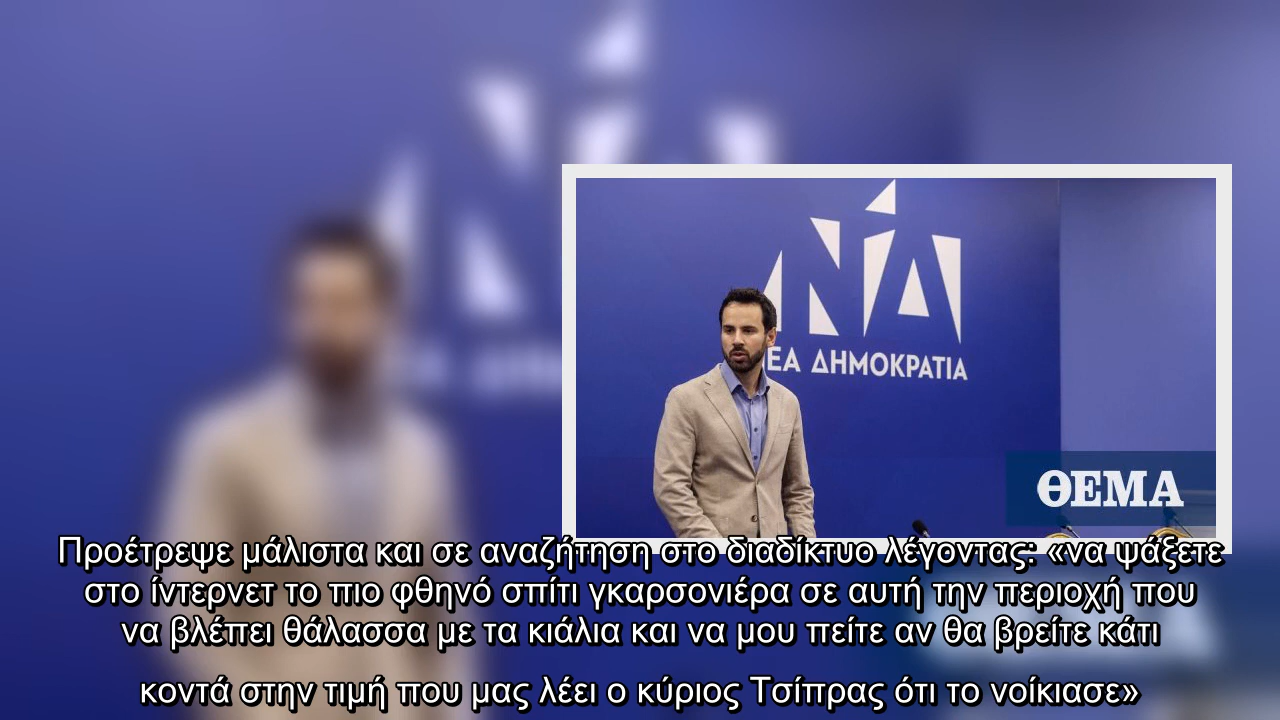 ΝΔ
ΕΑ ΔΗΜΟΚΡΑΤΙΑ
ΘΕΜΑ
Προέτρεψε μάλιστα και σε αναζήτηση στο διαδίκτυο λέγοντας: «να ψάξετε
στο ίντερνετ το πιο φθηνό σπίτι γκαρσονιέρα σε αυτή την περιοχή που
να βλέπει θάλασσα με τα κιάλια και να μου πείτε αν θα βρείτε κάτι
κοντά στην τιμή που μας λέει ο κύριος Τσίπρας ότι το νοίκιασε»